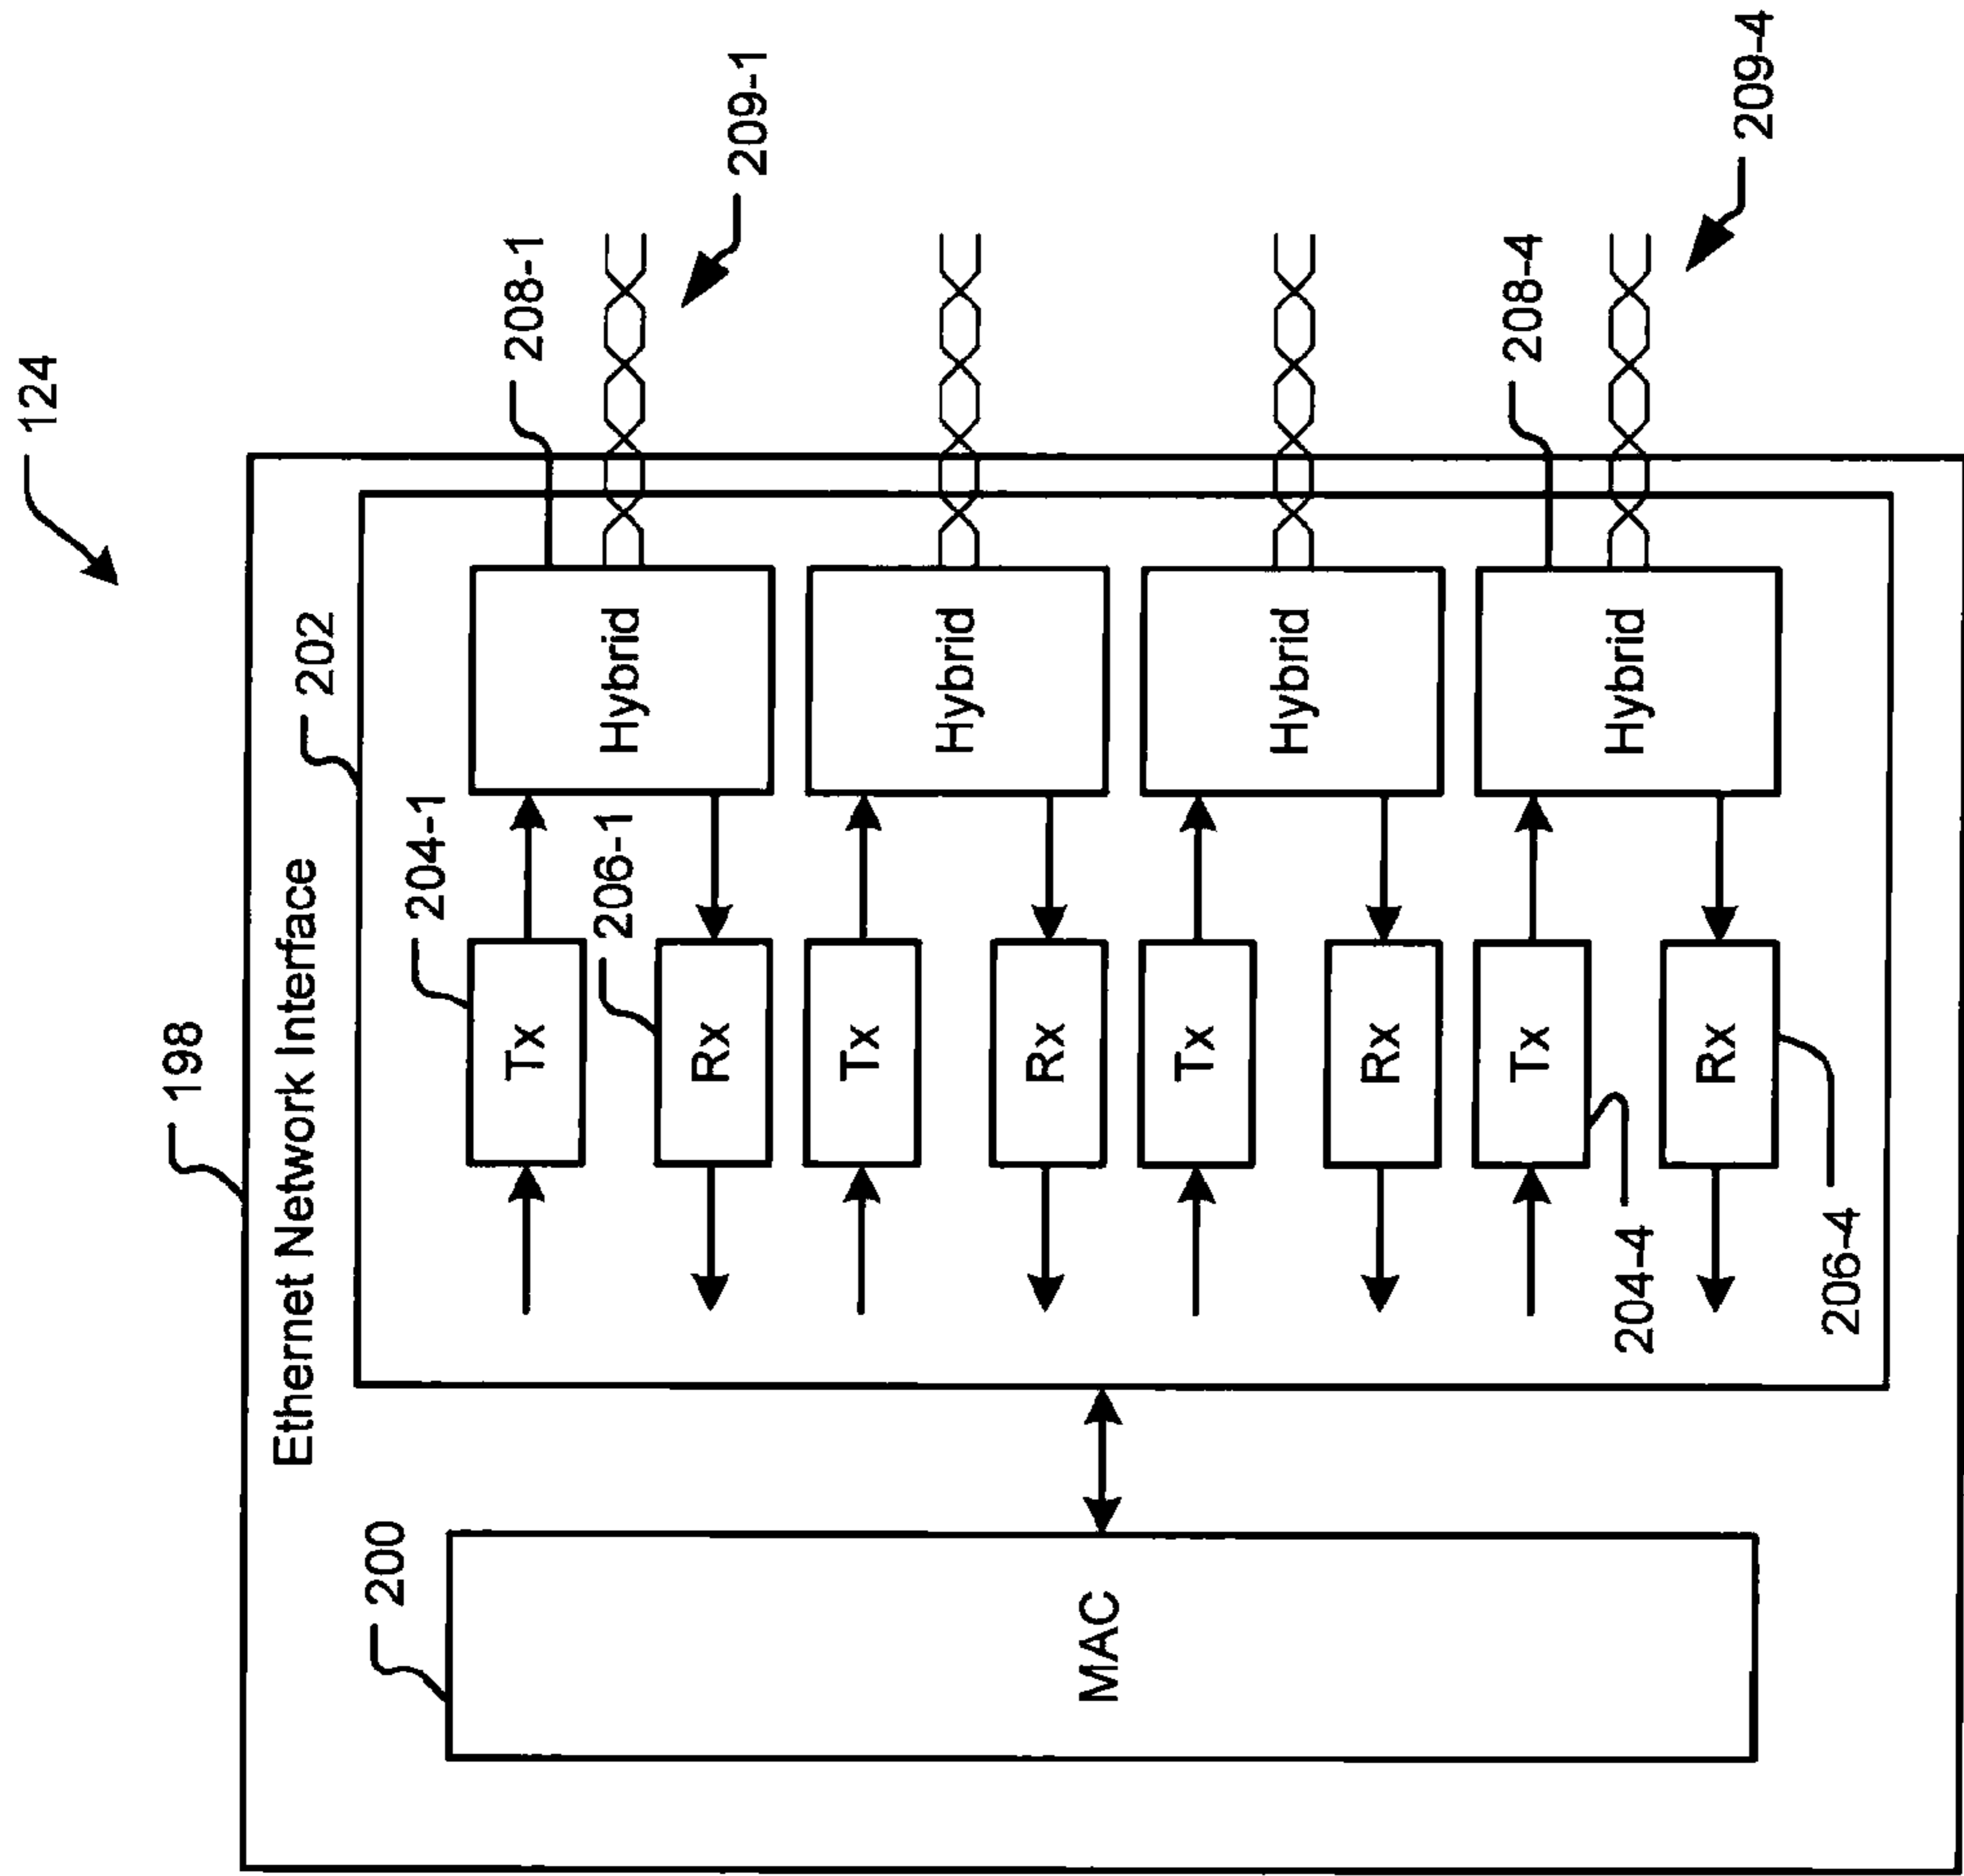 124
198
Ethernet Network Interface
202
200
MAC
204-1
Tx
208-1
Hybrid
209-1
206-1
Rx
Tx
Hybrid
Rx
Tx
Hybrid
Rx
204-4
Tx
208-4
Hybrid
209-4
206-4
Rx